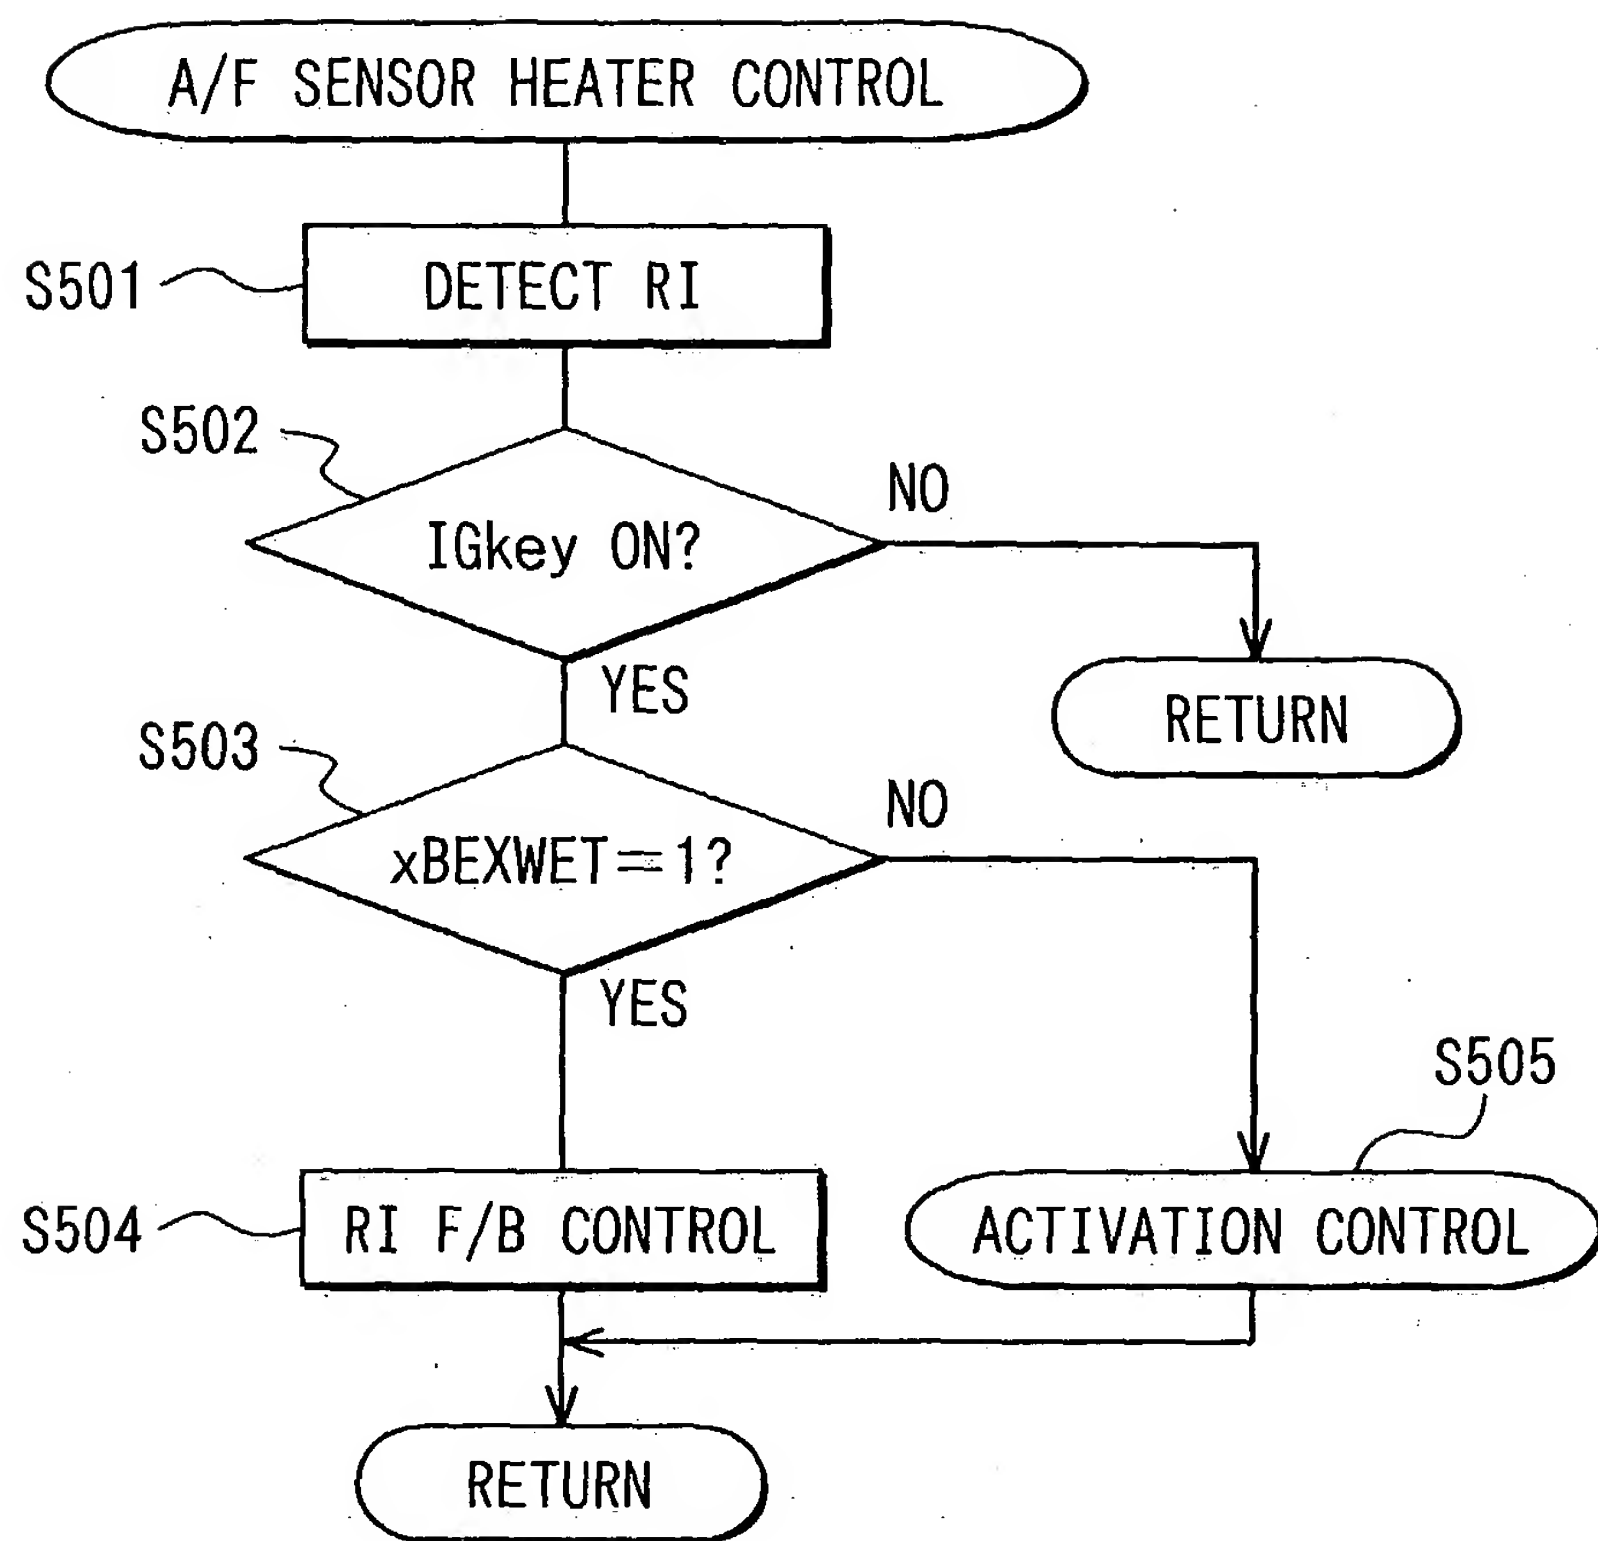 A/F SENSOR HEATER CONTROL
S501
DETECT RI
S502
IGkey ON?
NO
YES
RETURN
S503
xBEXWET=1?
NO
YES
S505
S504
RI F/B CONTROL
ACTIVATION CONTROL
RETURN